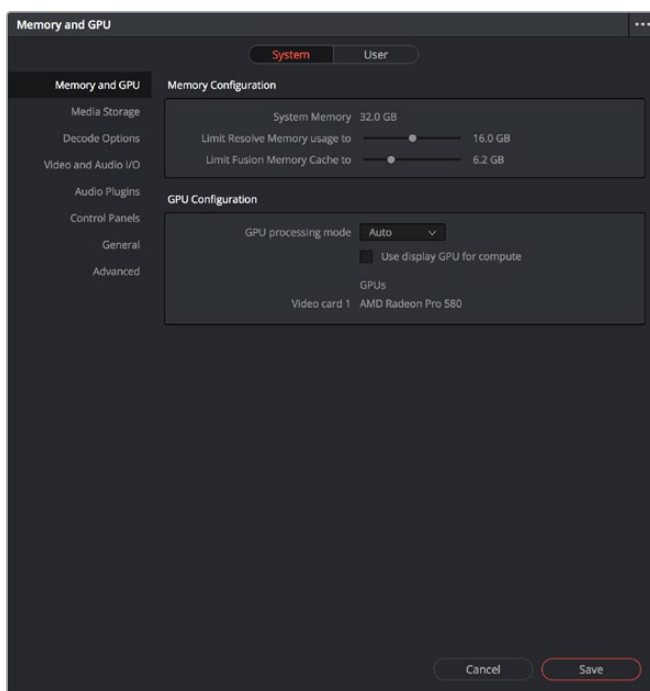 Memory and GPU
System User
Memory and GPU
Media Storage
Decode Options
Video and Audio I/O
Audio Plugins
Control Panels
General
Advanced
Memory Configuration
System Memory 32.0 GB
Limit Resolve Memory usage to 16.0 GB
Limit Fusion Memory Cache to 6.2 GB
GPU Configuration
GPU processing mode Auto
Use display GPU for compute
GPUs
Video card 1 AMD Radeon Pro 580
Cancel Save